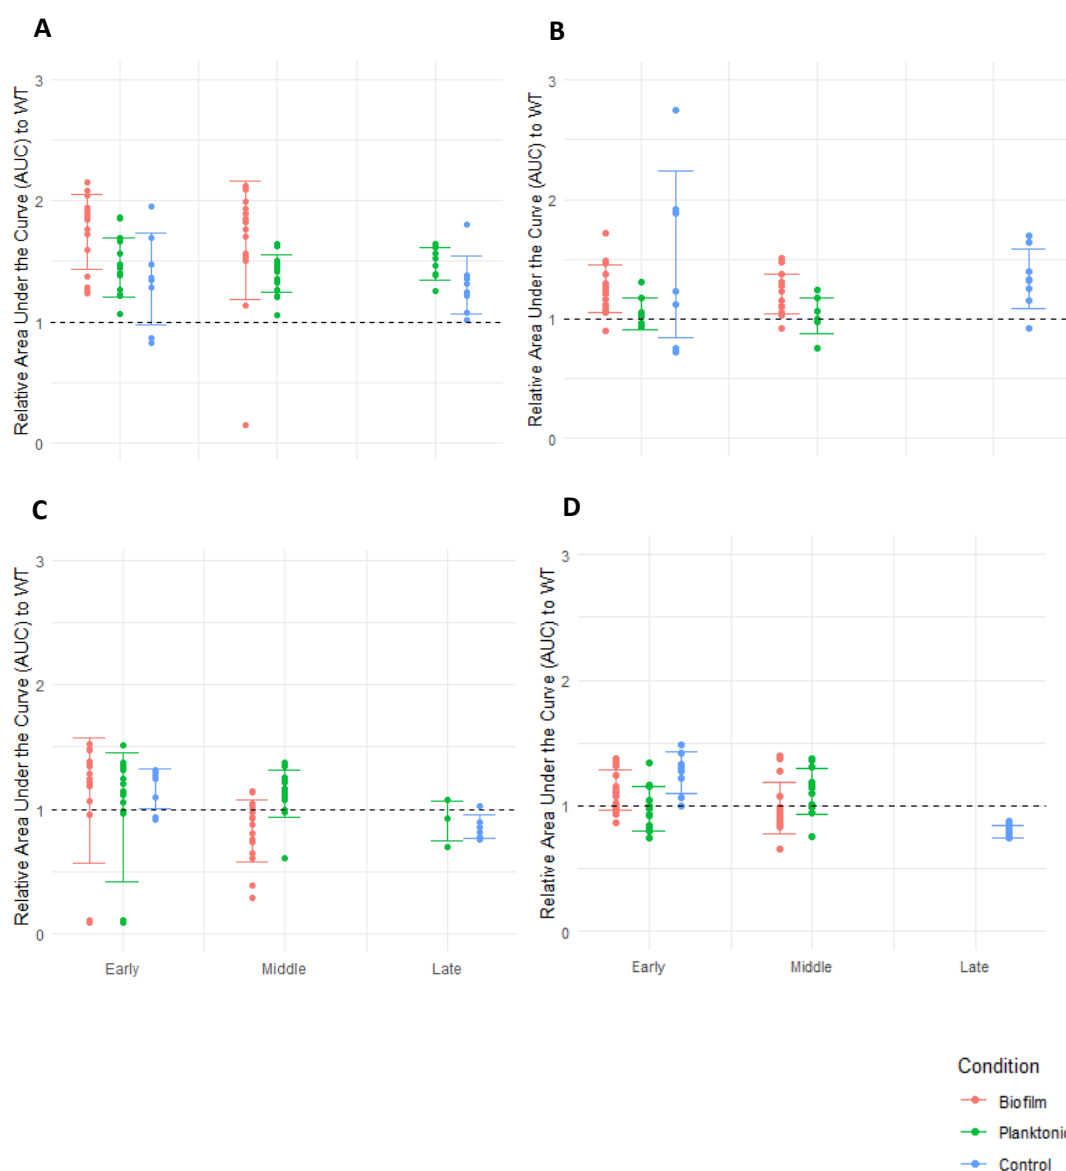 A
B
Relative Area Under the Curve (AUC) to WT
3
2
1
0
Relative Area Under the Curve (AUC) to WT
3
2
1
0
C
D
Relative Area Under the Curve (AUC) to WT
3
2
1
0
Early Middle Late
Relative Area Under the Curve (AUC) to WT
3
2
1
0
Early Middle Late
Condition
Biofilm
Planktonic
Control